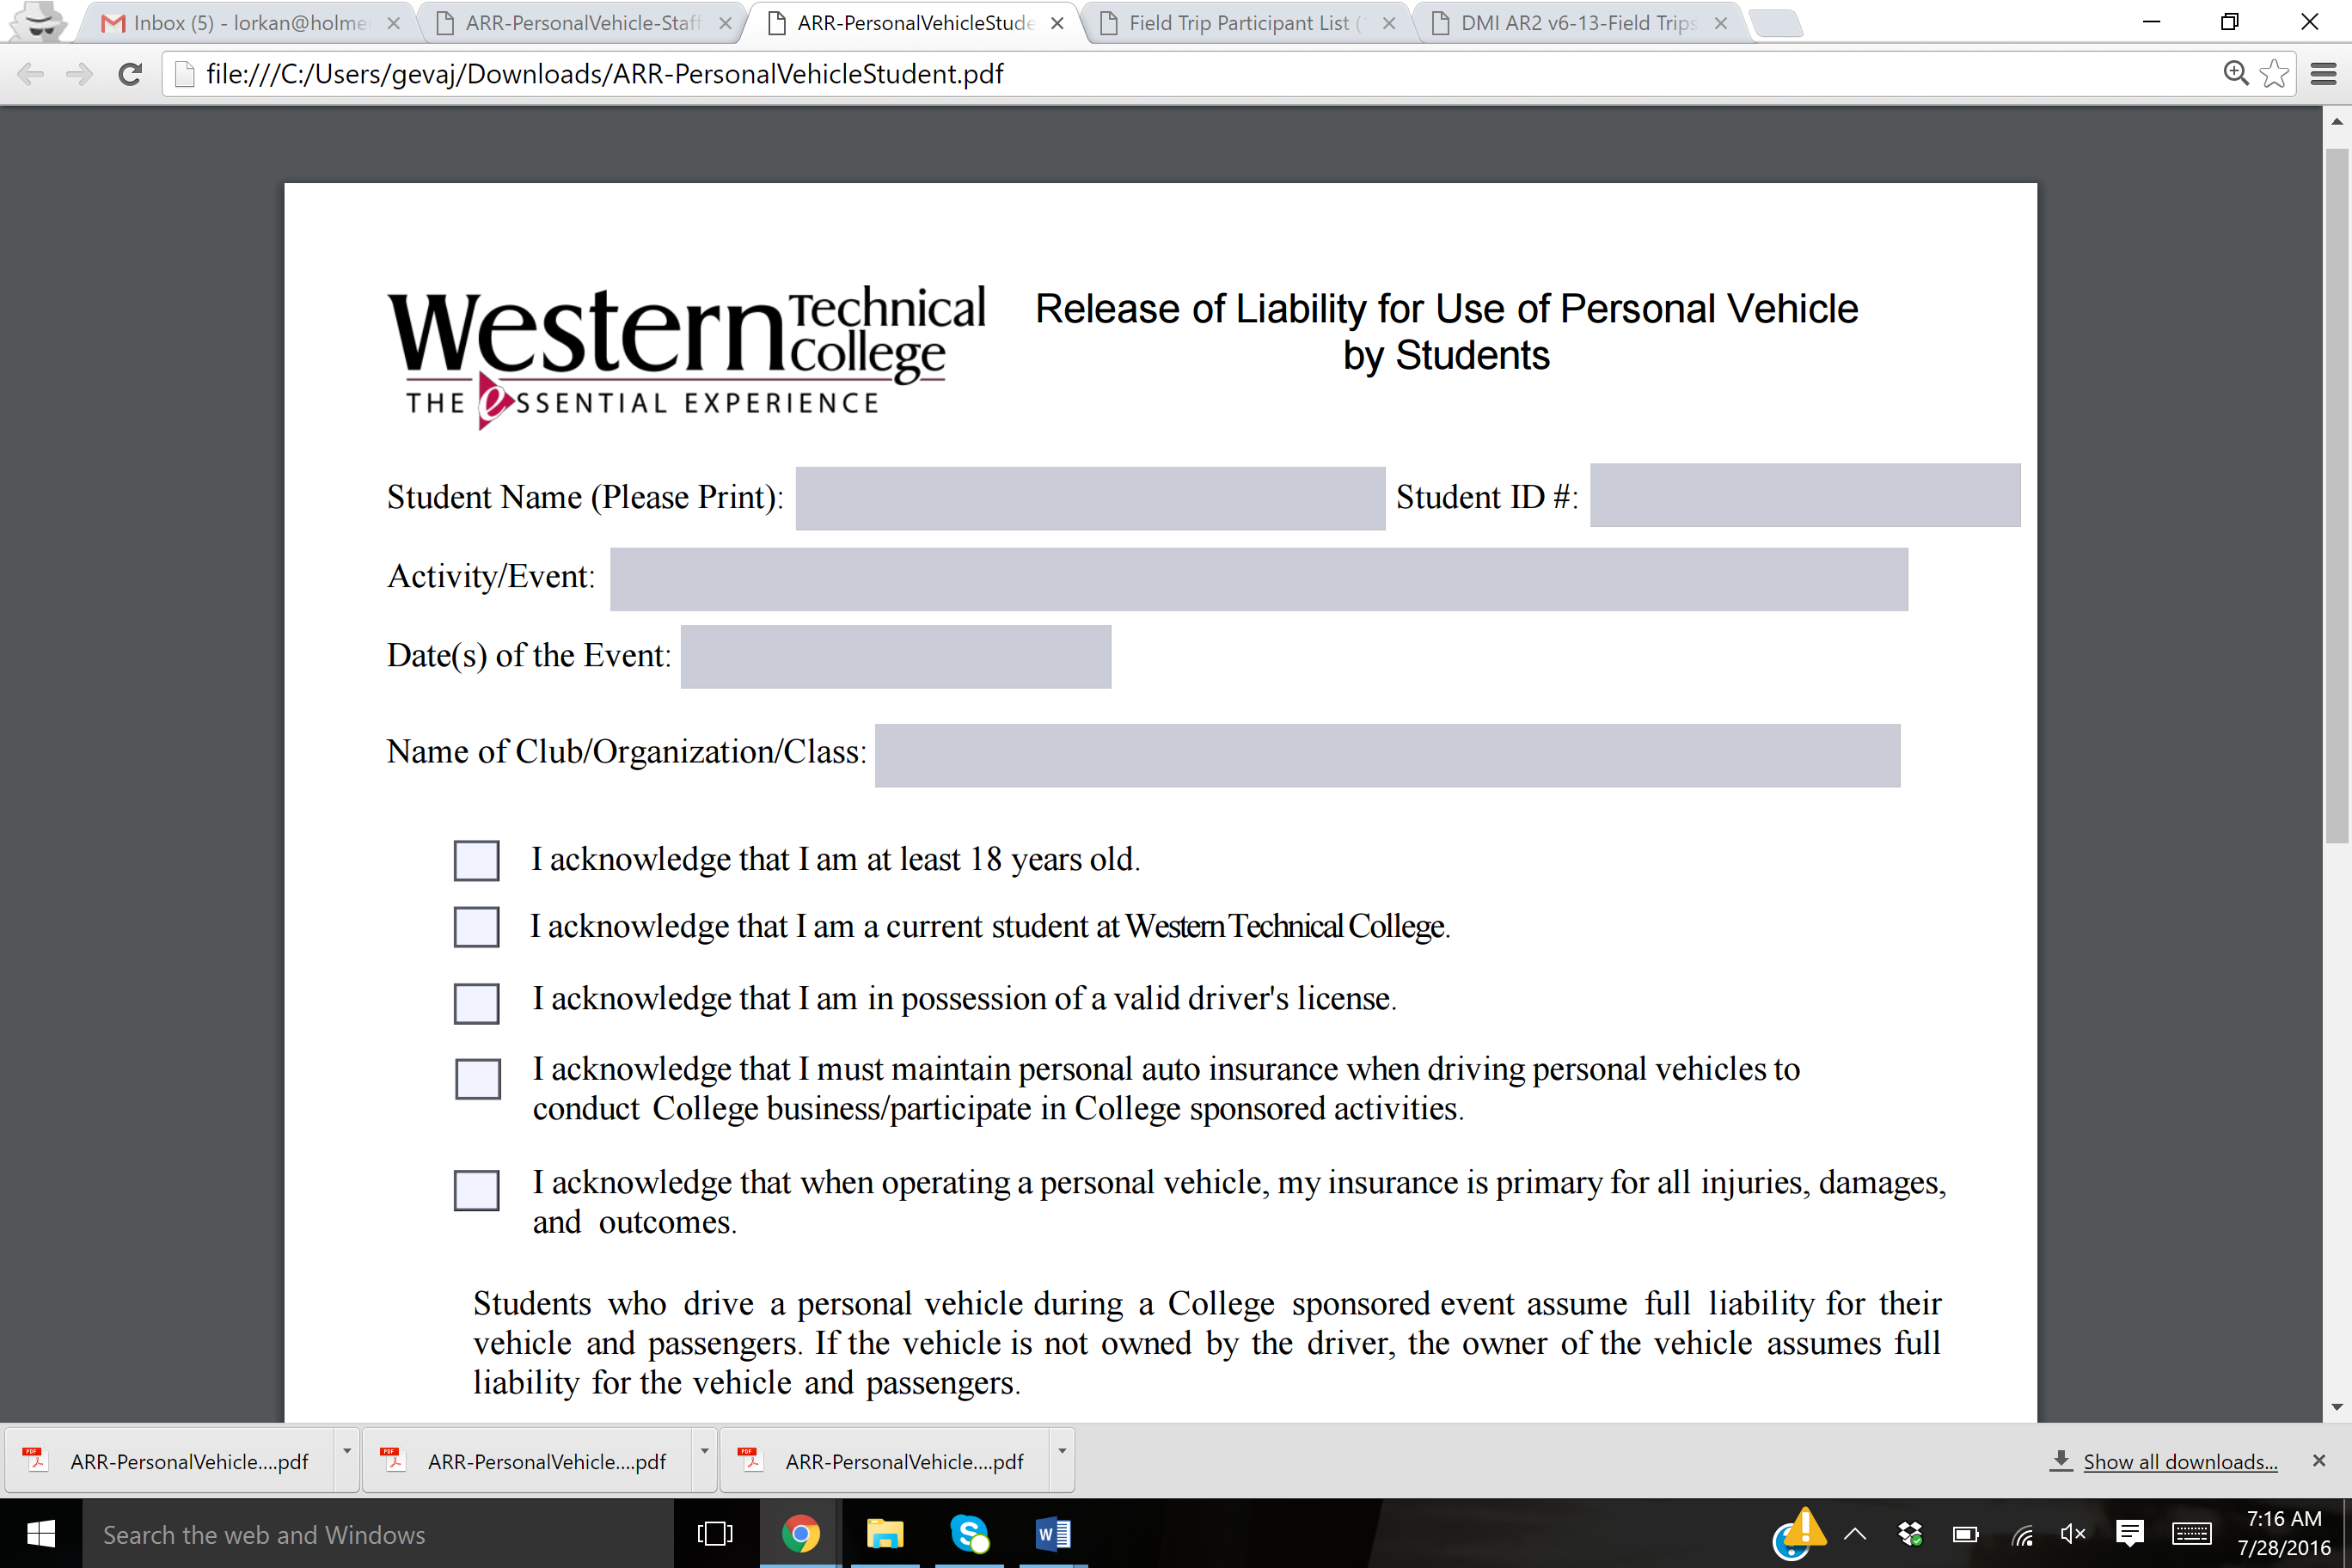 Inbox (5) - lorkan@holme
ARR-PersonalVehicle-Staff
ARR-PersonalVehicleStude
Field Trip Participant List (
DMI AR2 v6-13-Field Trips
file:///C:/Users/gevaj/Downloads/ARR-PersonalVehicleStudent.pdf
Western Technical College
THE eSSENTIAL EXPERIENCE
Release of Liability for Use of Personal Vehicle
by Students
Student Name (Please Print): Student ID #:
Activity/Event:
Date(s) of the Event:
Name of Club/Organization/Class:
I acknowledge that I am at least 18 years old.
I acknowledge that I am a current student at Western Technical College.
I acknowledge that I am in possession of a valid driver's license.
I acknowledge that I must maintain personal auto insurance when driving personal vehicles to
conduct College business/participate in College sponsored activities.
I acknowledge that when operating a personal vehicle, my insurance is primary for all injuries, damages,
and outcomes.
Students who drive a personal vehicle during a College sponsored event assume full liability for their
vehicle and passengers. If the vehicle is not owned by the driver, the owner of the vehicle assumes full
liability for the vehicle and passengers.
ARR-PersonalVehicle....pdf
ARR-PersonalVehicle....pdf
ARR-PersonalVehicle....pdf
Show all downloads...
Search the web and Windows
7:16 AM
7/28/2016